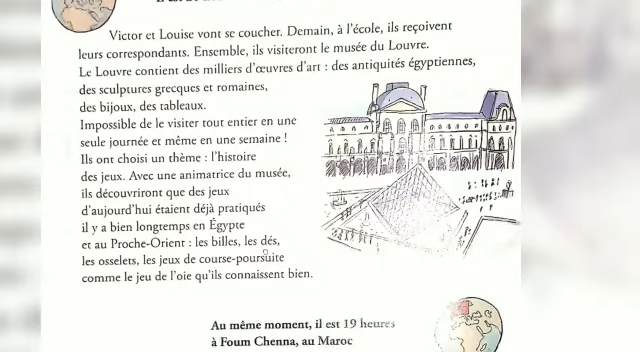 Victor et Louise vont se coucher. Demain, à l'école, ils reçoivent
leurs correspondants. Ensemble, ils visiteront le musée du Louvre.
Le Louvre contient des milliers d'œuvres d'art : des antiquités égyptiennes,
des sculptures grecques et romaines,
des bijoux, des tableaux.
Impossible de le visiter tout entier en une
seule journée et même en une semaine !
Ils ont choisi un thème : l'histoire
des jeux. Avec une animatrice du musée,
ils découvriront que des jeux
d'aujourd'hui étaient déjà pratiqués
il y a bien longtemps en Égypte
et au Proche-Orient : les billes, les dés,
les osselets, les jeux de course-poursuite
comme le jeu de l'oie qu'ils connaissent bien.
Au même moment, il est 19 heures
à Foum Chenna, au Maroc